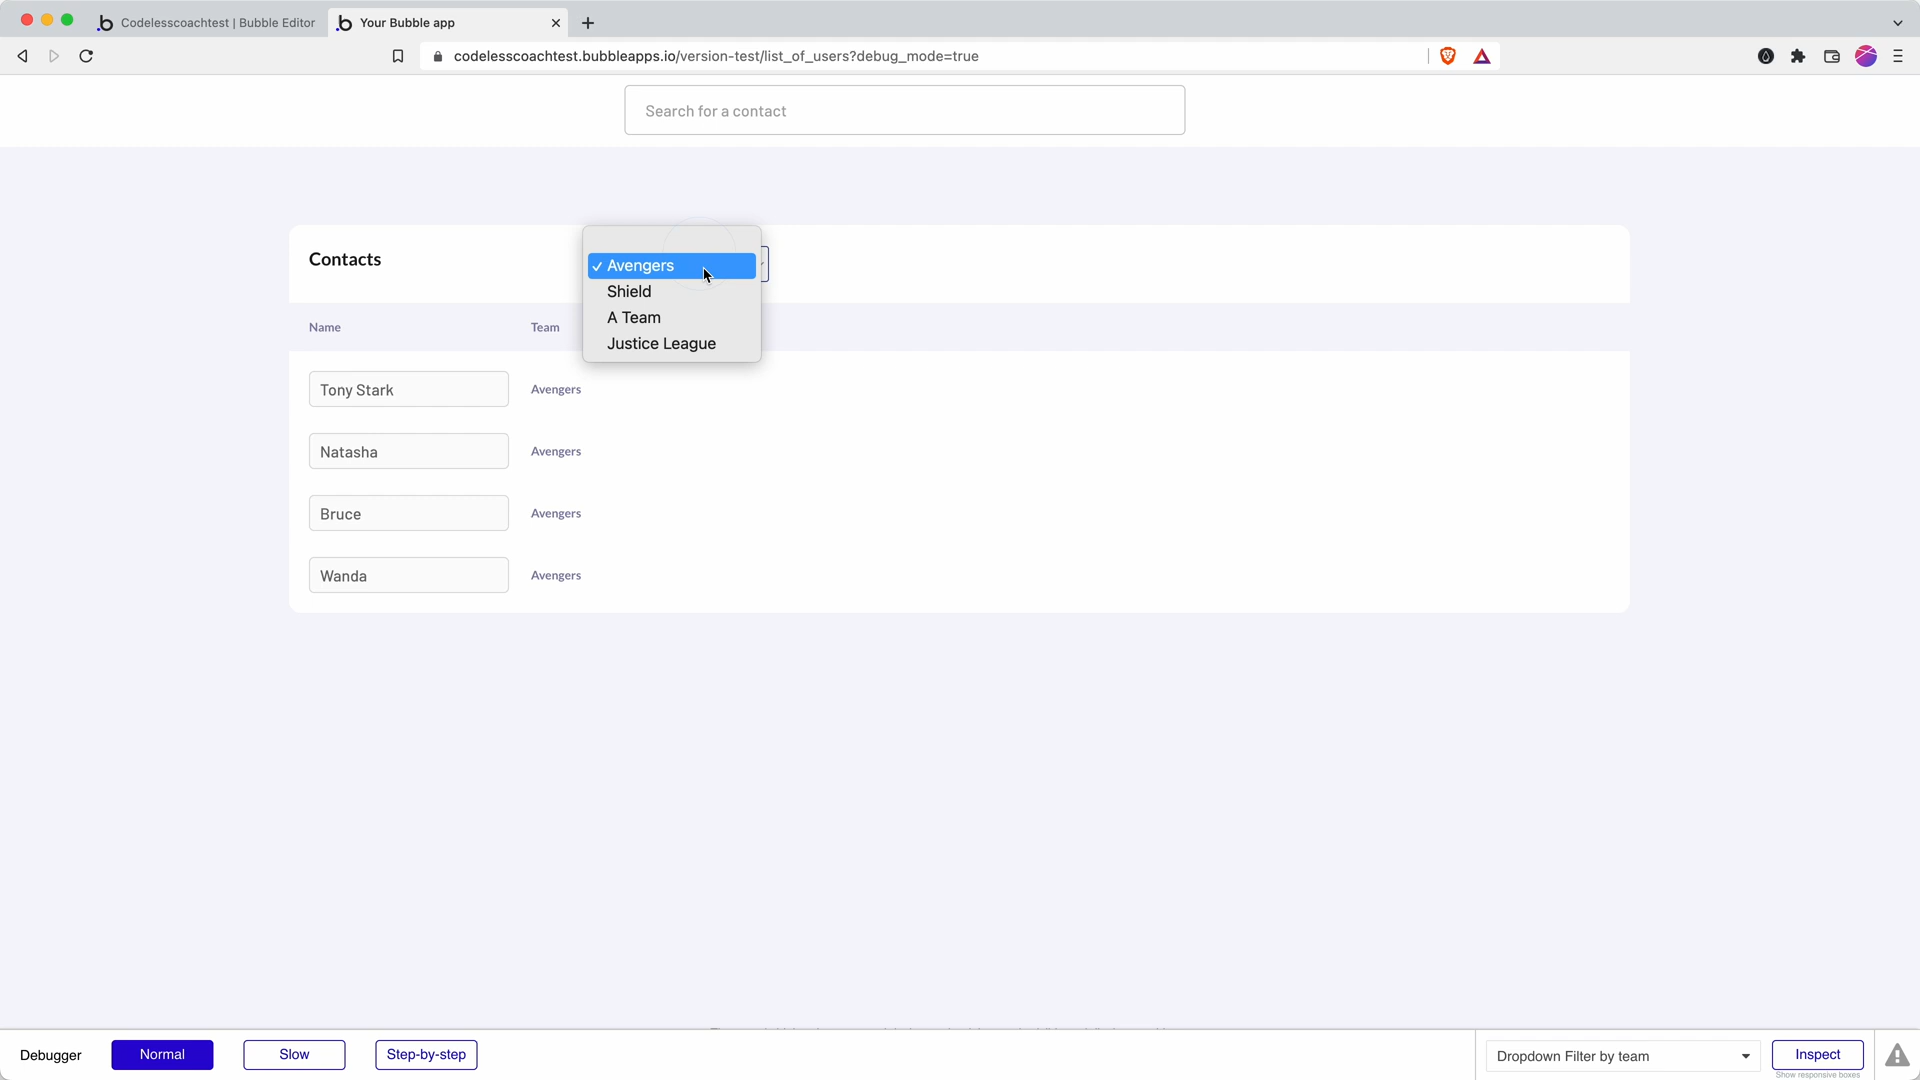 Codelesscoachtest | Bubble Editor
Your Bubble app
codelesscoachtest.bubbleapps.io/version-test/list_of_users?debug_mode=true
Search for a contact
Contacts
✓ Avengers
Shield
A Team
Justice League
Name
Team
Tony Stark
Avengers
Natasha
Avengers
Bruce
Avengers
Wanda
Avengers
Debugger
Normal
Slow
Step-by-step
Dropdown Filter by team
Inspect
Show responsive boxes